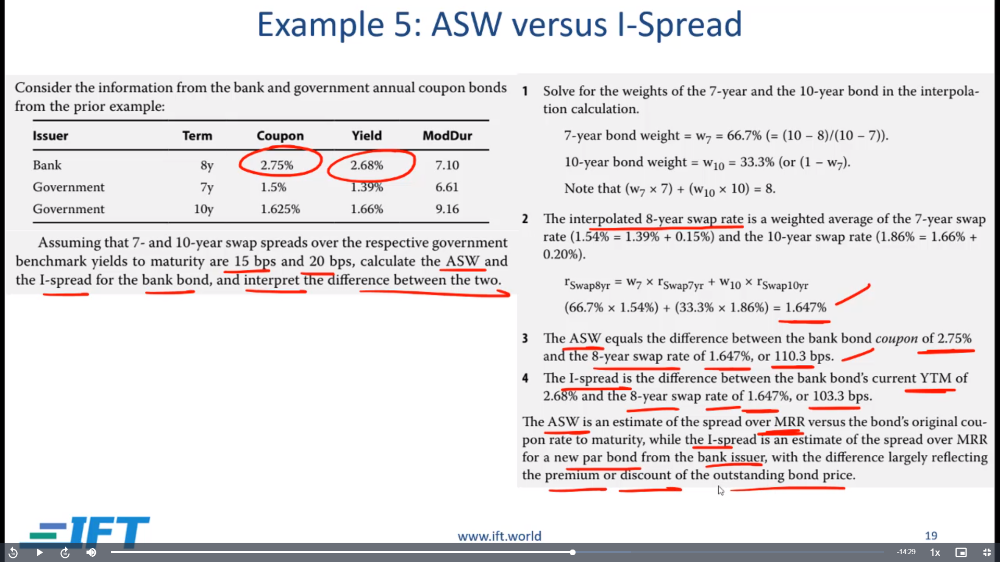 Example 5: ASW versus I-Spread
Consider the information from the bank and government annual coupon bonds
from the prior example:
Issuer Term Coupon Yield ModDur
Bank 8y 2.75% 2.68% 7.10
Government 7y 1.5% 1.39% 6.61
Government 10y 1.625% 1.66% 9.16
Assuming that 7- and 10-year swap spreads over the respective government
benchmark yields to maturity are 15 bps and 20 bps, calculate the ASW and
the I-spread for the bank bond, and interpret the difference between the two.
1 Solve for the weights of the 7-year and the 10-year bond in the interpola-
tion calculation.
7-year bond weight = w7 = 66.7% (= (10 − 8)/(10 − 7)).
10-year bond weight = w10 = 33.3% (or (1 − w7).
Note that (w7 × 7) + (w10 × 10) = 8.
2 The interpolated 8-year swap rate is a weighted average of the 7-year swap
rate (1.54% = 1.39% + 0.15%) and the 10-year swap rate (1.86% = 1.66% +
0.20%).
rSwap8yr = w7 × rSwap7yr + w10 × rSwap10yr
(66.7% × 1.54%) + (33.3% × 1.86%) = 1.647%
3 The ASW equals the difference between the bank bond coupon of 2.75%
and the 8-year swap rate of 1.647%, or 110.3 bps.
4 The I-spread is the difference between the bank bond's current YTM of
2.68% and the 8-year swap rate of 1.647%, or 103.3 bps.
The ASW is an estimate of the spread over MRR versus the bond's original cou-
pon rate to maturity, while the I-spread is an estimate of the spread over MRR
for a new par bond from the bank issuer, with the difference largely reflecting
the premium or discount of the outstanding bond price.
IFT
www.ift.world
19
10
10
-14:29
1x